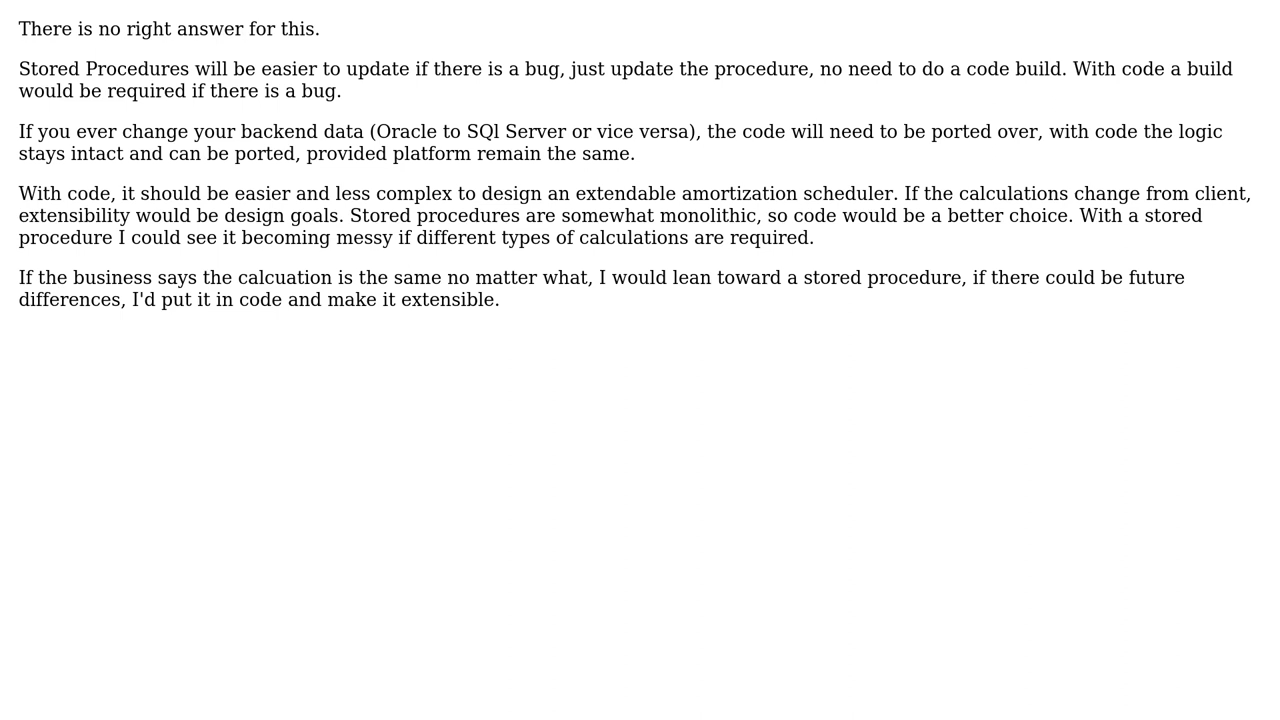 There is no right answer for this.
Stored Procedures will be easier to update if there is a bug, just update the procedure, no need to do a code build. With code a build
would be required if there is a bug.
If you ever change your backend data (Oracle to SQl Server or vice versa), the code will need to be ported over, with code the logic
stays intact and can be ported, provided platform remain the same.
With code, it should be easier and less complex to design an extendable amortization scheduler. If the calculations change from client,
extensibility would be design goals. Stored procedures are somewhat monolithic, so code would be a better choice. With a stored
procedure I could see it becoming messy if different types of calculations are required.
If the business says the calcuation is the same no matter what, I would lean toward a stored procedure, if there could be future
differences, I'd put it in code and make it extensible.